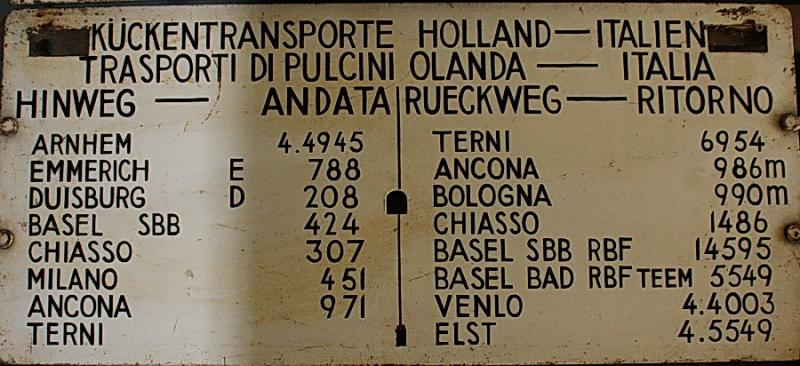 KÜCKENTRANSPORTE HOLLAND — ITALIEN
TRASPORTI DI PULCINI OLANDA — ITALIA
HINWEG — ANDATA
ARNHEM 4.4945
EMMERICH E 788
DUISBURG D 208
BASEL SBB 424
CHIASSO 307
MILANO 451
ANCONA 971
TERNI
RUECKWEG — RITORNO
TERNI 6954
ANCONA 986m
BOLOGNA 990m
CHIASSO 1486
BASEL SBB RBF 14595
BASEL BAD RBF TEEM 5549
VENLO 4.4003
ELST 4.5549